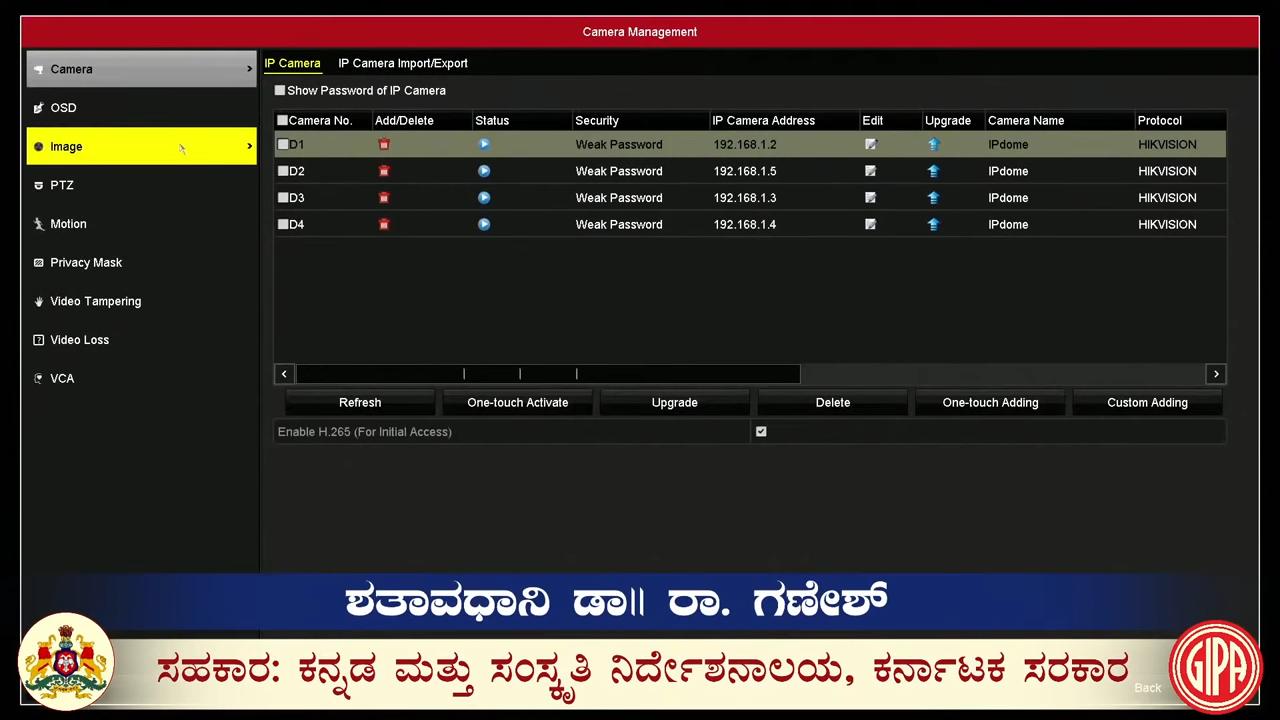 Camera Management
Camera
OSD
Image
PTZ
Motion
Privacy Mask
Video Tampering
Video Loss
VCA
IP Camera IP Camera Import/Export
Show Password of IP Camera
Camera No. Add/Delete Status Security IP Camera Address Edit Upgrade Camera Name Protocol
D1 Weak Password 192.168.1.2 IPdome HIKVISION
D2 Weak Password 192.168.1.5 IPdome HIKVISION
D3 Weak Password 192.168.1.3 IPdome HIKVISION
D4 Weak Password 192.168.1.4 IPdome HIKVISION
Refresh One-touch Activate Upgrade Delete One-touch Adding Custom Adding
Enable H.265 (For Initial Access)
ಶತಾವಧಾನಿ ಡಾ॥ ರಾ. ಗಣೇಶ್
ಸಹಕಾರ: ಕನ್ನಡ ಮತ್ತು ಸಂಸ್ಕೃತಿ ನಿರ್ದೇಶನಾಲಯ, ಕರ್ನಾಟಕ ಸರಕಾರ
Back
GIPA